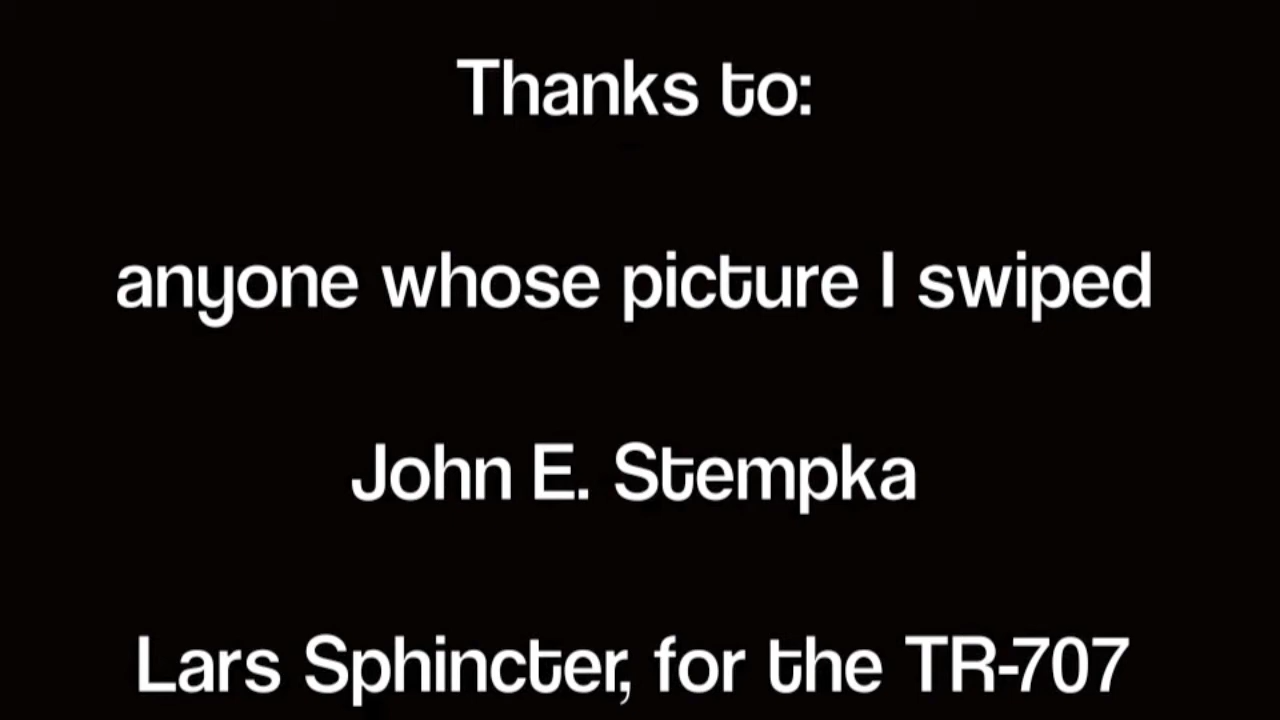 Thanks to:
anyone whose picture I swiped
John E. Stempka
Lars Sphincter, for the TR-707